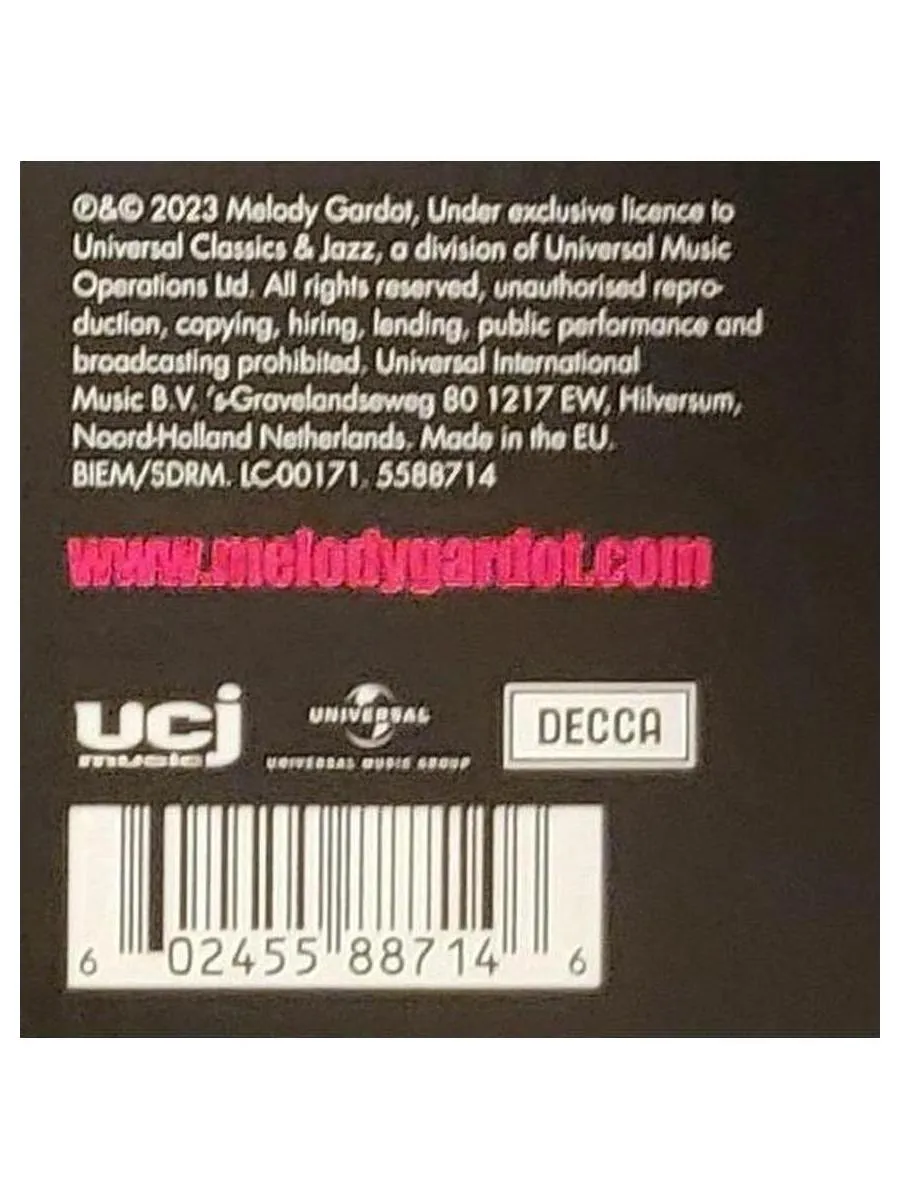 ℗&© 2023 Melody Gardot, Under exclusive licence to
Universal Classics & Jazz, a division of Universal Music
Operations Ltd. All rights reserved, unauthorised repro-
duction, copying, hiring, lending, public performance and
broadcasting prohibited. Universal International
Music B.V. 's-Gravelandseweg 80 1217 EW, Hilversum,
Noord-Holland Netherlands. Made in the EU.
BIEM/SDRM. LC00171. 5588714
www.melodygardot.com
ucj
music
UNIVERSAL
UNIVERSAL MUSIC GROUP
DECCA
6 02455 88714 6